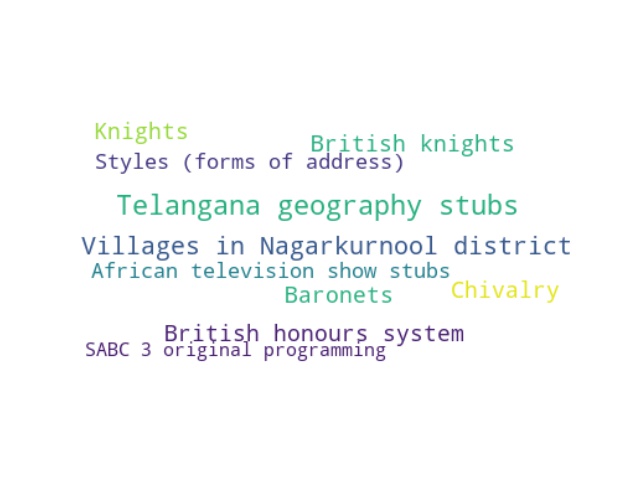 Knights
British knights
Styles (forms of address)
Telangana geography stubs
Villages in Nagarkurnool district
African television show stubs
Chivalry
Baronets
British honours system
SABC 3 original programming